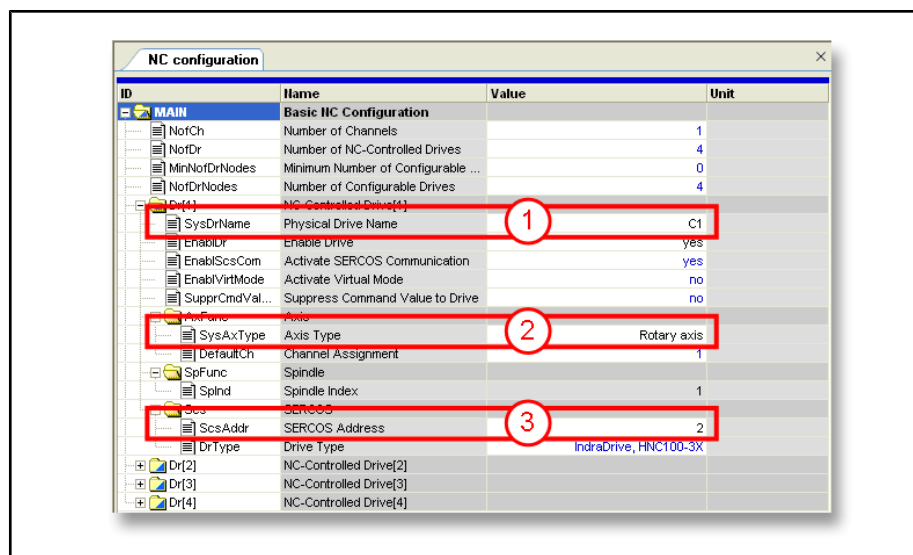 NC configuration ×
ID Name Value Unit
MAIN Basic NC Configuration
NofCh Number of Channels 1
NofDr Number of NC-Controlled Drives 4
MinNofDrNodes Minimum Number of Configurable ... 0
NofDrNodes Number of Configurable Drives 4
Dr[1] NC-Controlled Drive[1]
SysDrName Physical Drive Name 1 C1
EnablDr Enable Drive yes
EnablScsCom Activate SERCOS Communication yes
EnablVirtMode Activate Virtual Mode no
SupprCmdVal... Suppress Command Value to Drive no
AxFunc Axis
SysAxType Axis Type 2 Rotary axis
DefaultCh Channel Assignment 1
SpFunc Spindle
SpInd Spindle Index 1
Scs SERCOS
ScsAddr SERCOS Address 3 2
DrType Drive Type IndraDrive, HNC100-3X
Dr[2] NC-Controlled Drive[2]
Dr[3] NC-Controlled Drive[3]
Dr[4] NC-Controlled Drive[4]